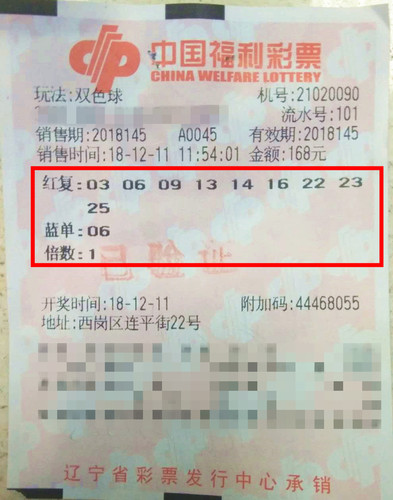 中国福利彩票
CHINA WELFARE LOTTERY
玩法:双色球 机号:21020090
流水号:101
销售期:2018145 A0045 有效期:2018145
销售时间:18-12-11 11:54:01 金额:168元
红复:03 06 09 13 14 16 22 23
25
蓝单:06
倍数:1
开奖时间:18-12-11 附加码:44468055
地址:西岗区连平街22号
辽宁省彩票发行中心承销